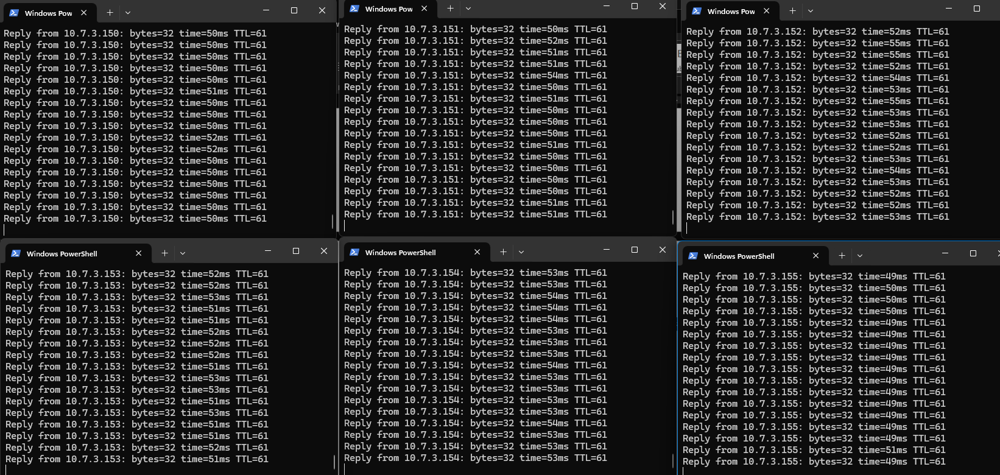 Windows Pow
Reply from 10.7.3.150: bytes=32 time=50ms TTL=61
Reply from 10.7.3.150: bytes=32 time=50ms TTL=61
Reply from 10.7.3.150: bytes=32 time=50ms TTL=61
Reply from 10.7.3.150: bytes=32 time=50ms TTL=61
Reply from 10.7.3.150: bytes=32 time=50ms TTL=61
Reply from 10.7.3.150: bytes=32 time=51ms TTL=61
Reply from 10.7.3.150: bytes=32 time=50ms TTL=61
Reply from 10.7.3.150: bytes=32 time=50ms TTL=61
Reply from 10.7.3.150: bytes=32 time=50ms TTL=61
Reply from 10.7.3.150: bytes=32 time=52ms TTL=61
Reply from 10.7.3.150: bytes=32 time=52ms TTL=61
Reply from 10.7.3.150: bytes=32 time=50ms TTL=61
Reply from 10.7.3.150: bytes=32 time=50ms TTL=61
Reply from 10.7.3.150: bytes=32 time=50ms TTL=61
Reply from 10.7.3.150: bytes=32 time=50ms TTL=61
Reply from 10.7.3.150: bytes=32 time=50ms TTL=61
Reply from 10.7.3.150: bytes=32 time=50ms TTL=61
Windows Pow
Reply from 10.7.3.151: bytes=32 time=50ms TTL=61
Reply from 10.7.3.151: bytes=32 time=52ms TTL=61
Reply from 10.7.3.151: bytes=32 time=51ms TTL=61
Reply from 10.7.3.151: bytes=32 time=51ms TTL=61
Reply from 10.7.3.151: bytes=32 time=54ms TTL=61
Reply from 10.7.3.151: bytes=32 time=50ms TTL=61
Reply from 10.7.3.151: bytes=32 time=51ms TTL=61
Reply from 10.7.3.151: bytes=32 time=50ms TTL=61
Reply from 10.7.3.151: bytes=32 time=50ms TTL=61
Reply from 10.7.3.151: bytes=32 time=50ms TTL=61
Reply from 10.7.3.151: bytes=32 time=51ms TTL=61
Reply from 10.7.3.151: bytes=32 time=50ms TTL=61
Reply from 10.7.3.151: bytes=32 time=50ms TTL=61
Reply from 10.7.3.151: bytes=32 time=50ms TTL=61
Reply from 10.7.3.151: bytes=32 time=50ms TTL=61
Reply from 10.7.3.151: bytes=32 time=51ms TTL=61
Reply from 10.7.3.151: bytes=32 time=51ms TTL=61
Windows Pow
Reply from 10.7.3.152: bytes=32 time=52ms TTL=61
Reply from 10.7.3.152: bytes=32 time=55ms TTL=61
Reply from 10.7.3.152: bytes=32 time=55ms TTL=61
Reply from 10.7.3.152: bytes=32 time=52ms TTL=61
Reply from 10.7.3.152: bytes=32 time=54ms TTL=61
Reply from 10.7.3.152: bytes=32 time=53ms TTL=61
Reply from 10.7.3.152: bytes=32 time=55ms TTL=61
Reply from 10.7.3.152: bytes=32 time=53ms TTL=61
Reply from 10.7.3.152: bytes=32 time=53ms TTL=61
Reply from 10.7.3.152: bytes=32 time=52ms TTL=61
Reply from 10.7.3.152: bytes=32 time=52ms TTL=61
Reply from 10.7.3.152: bytes=32 time=53ms TTL=61
Reply from 10.7.3.152: bytes=32 time=54ms TTL=61
Reply from 10.7.3.152: bytes=32 time=53ms TTL=61
Reply from 10.7.3.152: bytes=32 time=52ms TTL=61
Reply from 10.7.3.152: bytes=32 time=52ms TTL=61
Reply from 10.7.3.152: bytes=32 time=53ms TTL=61
Windows PowerShell
Reply from 10.7.3.153: bytes=32 time=52ms TTL=61
Reply from 10.7.3.153: bytes=32 time=52ms TTL=61
Reply from 10.7.3.153: bytes=32 time=53ms TTL=61
Reply from 10.7.3.153: bytes=32 time=51ms TTL=61
Reply from 10.7.3.153: bytes=32 time=51ms TTL=61
Reply from 10.7.3.153: bytes=32 time=52ms TTL=61
Reply from 10.7.3.153: bytes=32 time=52ms TTL=61
Reply from 10.7.3.153: bytes=32 time=52ms TTL=61
Reply from 10.7.3.153: bytes=32 time=51ms TTL=61
Reply from 10.7.3.153: bytes=32 time=53ms TTL=61
Reply from 10.7.3.153: bytes=32 time=53ms TTL=61
Reply from 10.7.3.153: bytes=32 time=51ms TTL=61
Reply from 10.7.3.153: bytes=32 time=53ms TTL=61
Reply from 10.7.3.153: bytes=32 time=51ms TTL=61
Reply from 10.7.3.153: bytes=32 time=51ms TTL=61
Reply from 10.7.3.153: bytes=32 time=52ms TTL=61
Reply from 10.7.3.153: bytes=32 time=51ms TTL=61
Windows PowerShell
Reply from 10.7.3.154: bytes=32 time=53ms TTL=61
Reply from 10.7.3.154: bytes=32 time=53ms TTL=61
Reply from 10.7.3.154: bytes=32 time=54ms TTL=61
Reply from 10.7.3.154: bytes=32 time=54ms TTL=61
Reply from 10.7.3.154: bytes=32 time=54ms TTL=61
Reply from 10.7.3.154: bytes=32 time=53ms TTL=61
Reply from 10.7.3.154: bytes=32 time=53ms TTL=61
Reply from 10.7.3.154: bytes=32 time=53ms TTL=61
Reply from 10.7.3.154: bytes=32 time=54ms TTL=61
Reply from 10.7.3.154: bytes=32 time=53ms TTL=61
Reply from 10.7.3.154: bytes=32 time=53ms TTL=61
Reply from 10.7.3.154: bytes=32 time=53ms TTL=61
Reply from 10.7.3.154: bytes=32 time=53ms TTL=61
Reply from 10.7.3.154: bytes=32 time=54ms TTL=61
Reply from 10.7.3.154: bytes=32 time=53ms TTL=61
Reply from 10.7.3.154: bytes=32 time=53ms TTL=61
Reply from 10.7.3.154: bytes=32 time=53ms TTL=61
Windows PowerShell
Reply from 10.7.3.155: bytes=32 time=49ms TTL=61
Reply from 10.7.3.155: bytes=32 time=50ms TTL=61
Reply from 10.7.3.155: bytes=32 time=50ms TTL=61
Reply from 10.7.3.155: bytes=32 time=50ms TTL=61
Reply from 10.7.3.155: bytes=32 time=49ms TTL=61
Reply from 10.7.3.155: bytes=32 time=49ms TTL=61
Reply from 10.7.3.155: bytes=32 time=49ms TTL=61
Reply from 10.7.3.155: bytes=32 time=49ms TTL=61
Reply from 10.7.3.155: bytes=32 time=49ms TTL=61
Reply from 10.7.3.155: bytes=32 time=49ms TTL=61
Reply from 10.7.3.155: bytes=32 time=49ms TTL=61
Reply from 10.7.3.155: bytes=32 time=49ms TTL=61
Reply from 10.7.3.155: bytes=32 time=49ms TTL=61
Reply from 10.7.3.155: bytes=32 time=49ms TTL=61
Reply from 10.7.3.155: bytes=32 time=49ms TTL=61
Reply from 10.7.3.155: bytes=32 time=51ms TTL=61
Reply from 10.7.3.155: bytes=32 time=49ms TTL=61